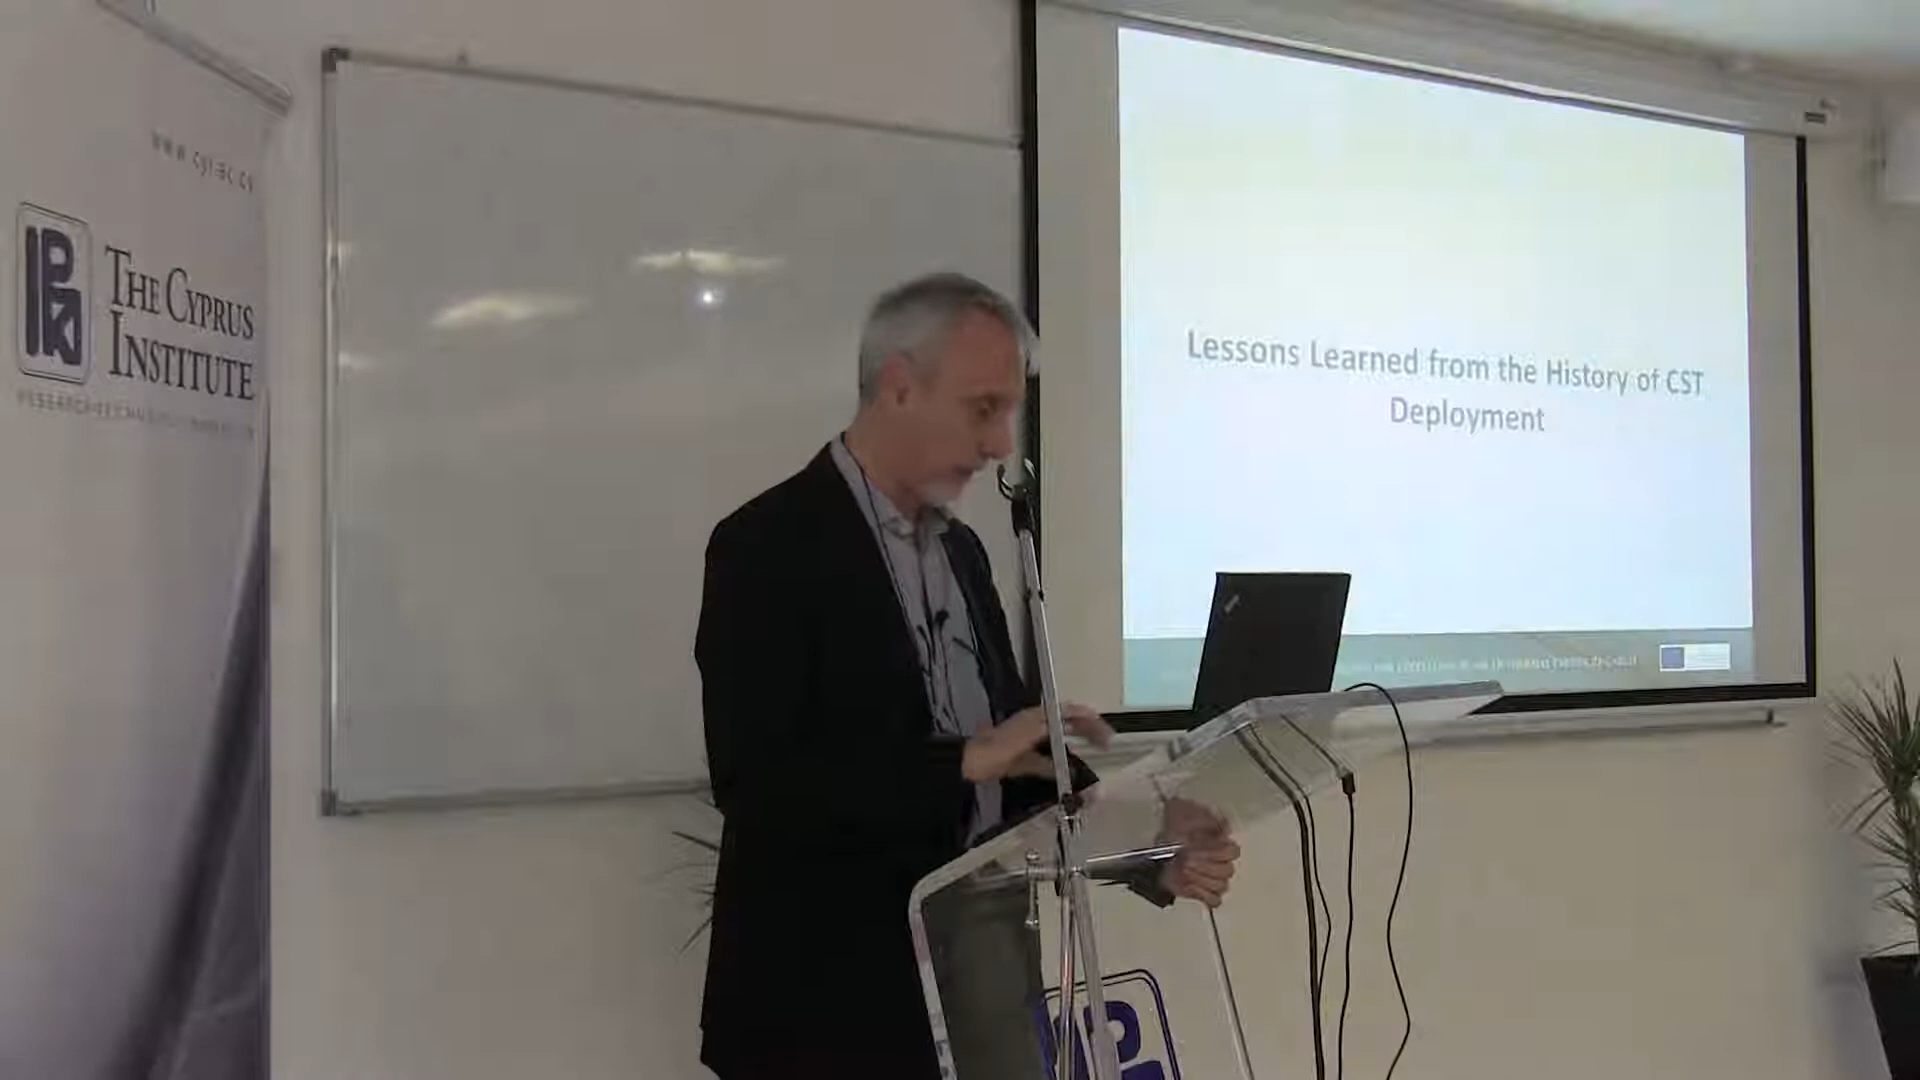 www.cyi.ac.cy
THE CYPRUS
INSTITUTE
Lessons Learned from the History of CST
Deployment